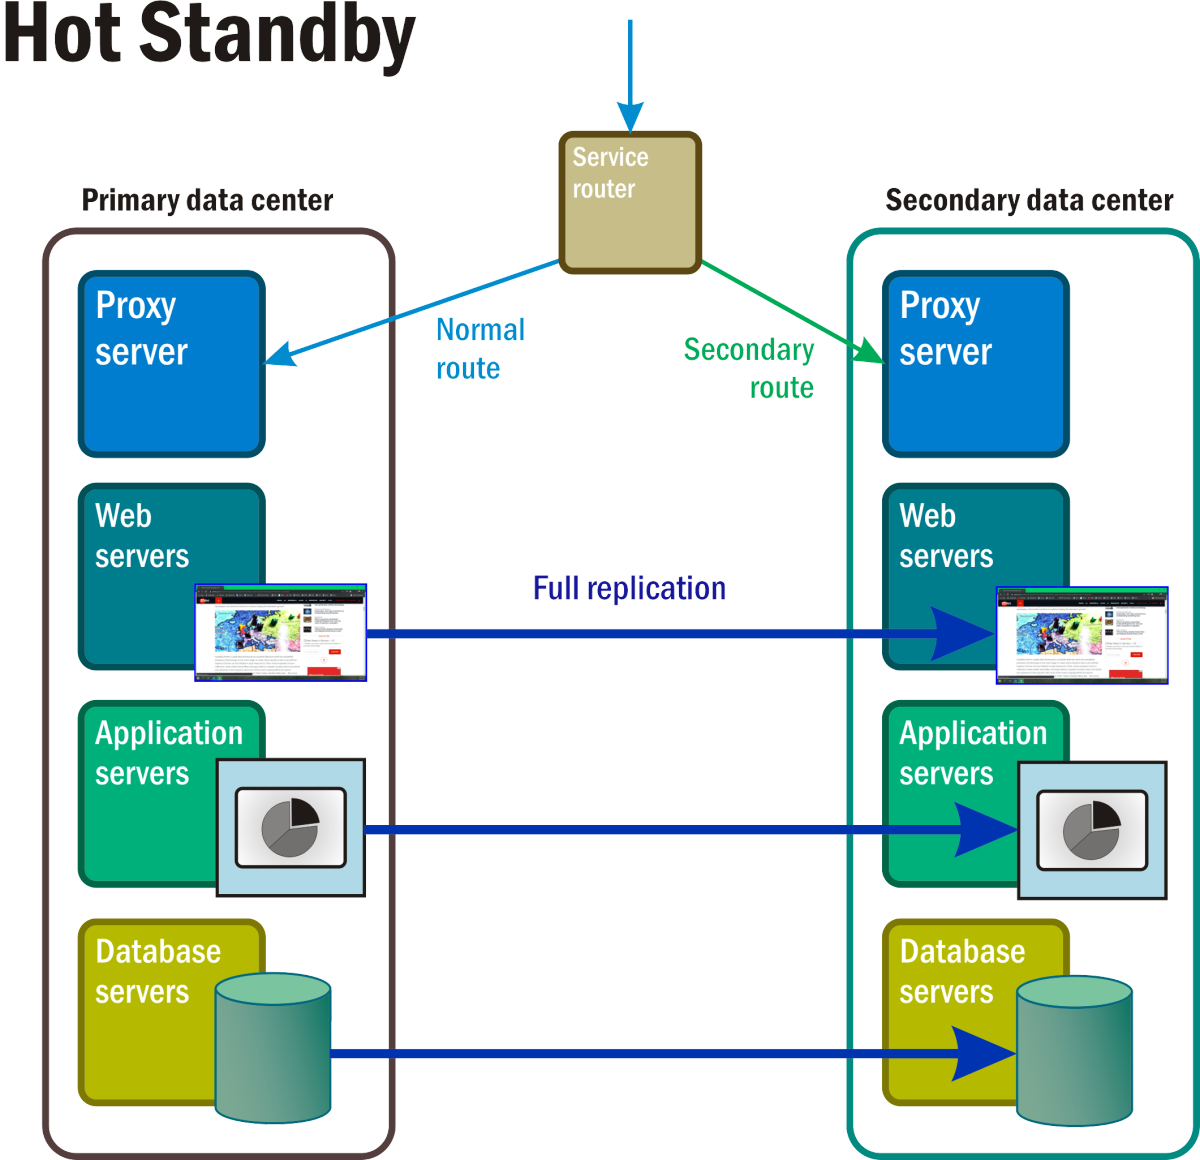 Hot Standby
Service
router
Primary data center
Secondary data center
Proxy
server
Normal
route
Secondary
route
Proxy
server
Web
servers
Full replication
Web
servers
Application
servers
Application
servers
Database
servers
Database
servers